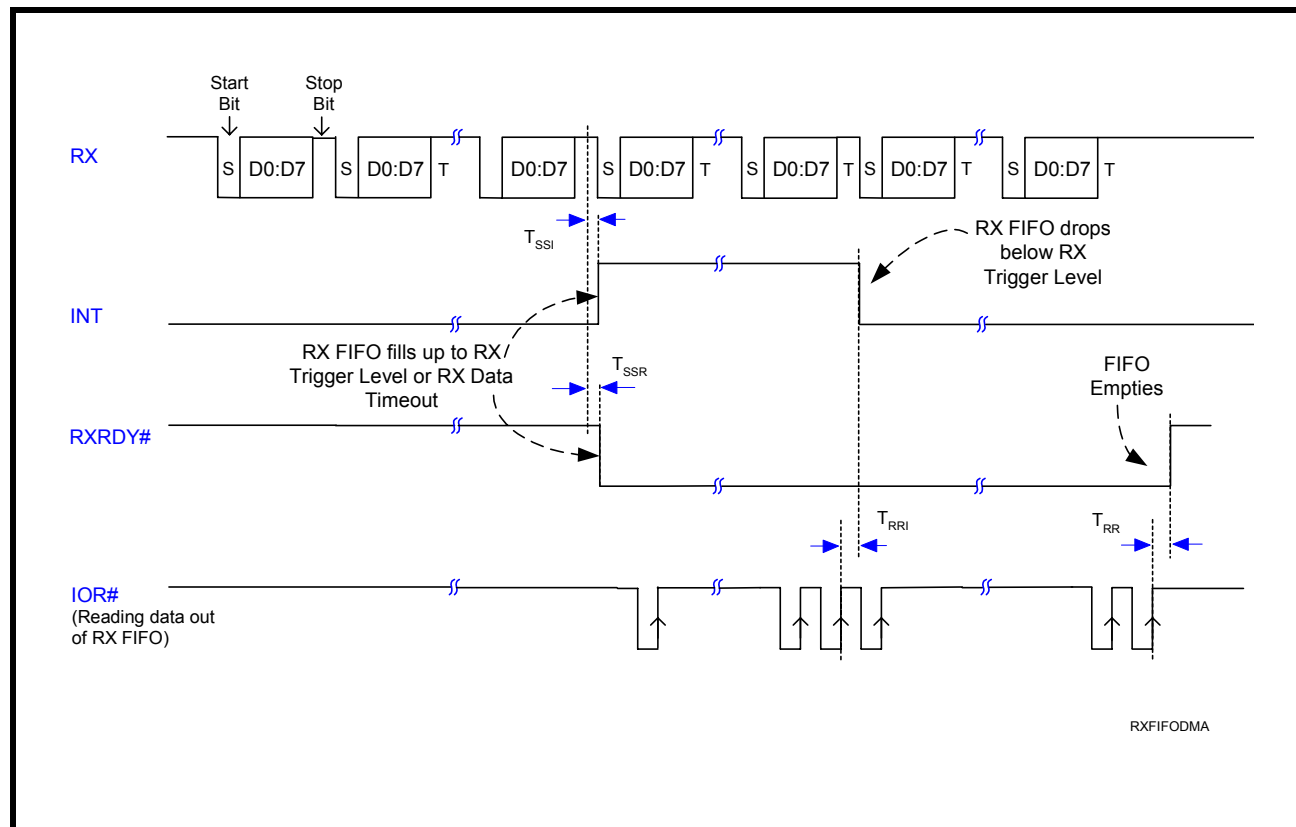 Start
Bit
Stop
Bit
RX
S D0:D7 S D0:D7 T D0:D7 S D0:D7 T S D0:D7 T S D0:D7 T S D0:D7 T
TSSI
RX FIFO drops
below RX
Trigger Level
INT
RX FIFO fills up to RX
Trigger Level or RX Data
Timeout
TSSR
FIFO
Empties
RXRDY#
TRRI
TRR
IOR#
(Reading data out
of RX FIFO)
RXFIFODMA